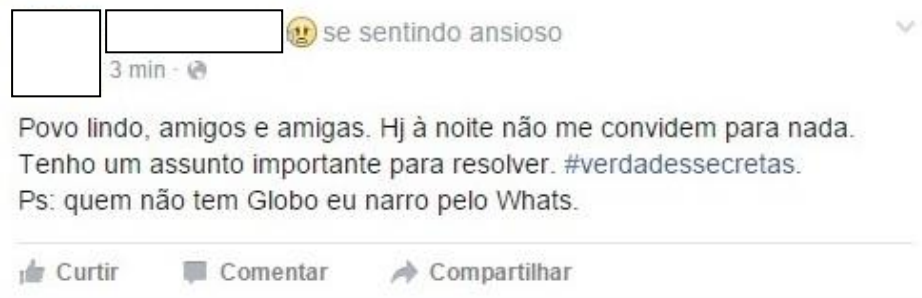 se sentindo ansioso
3 min ·
Povo lindo, amigos e amigas. Hj à noite não me convidem para nada.
Tenho um assunto importante para resolver. #verdadessecretas.
Ps: quem não tem Globo eu narro pelo Whats.
Curtir Comentar Compartilhar